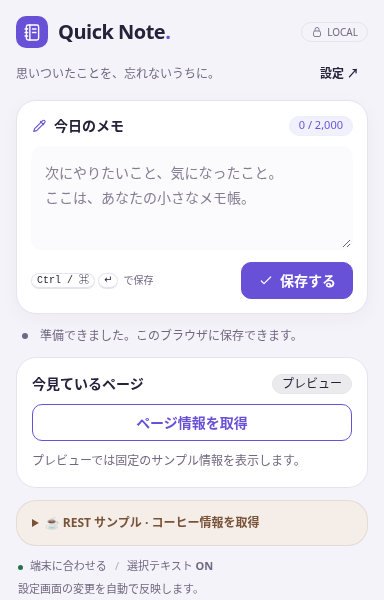 Quick Note.
LOCAL
思いついたことを、忘れないうちに。
設定 ↗
今日のメモ
0 / 2,000
次にやりたいこと、気になったこと。
ここは、あなたの小さなメモ帳。
Ctrl / ⌘ ↵ で保存
保存する
準備できました。このブラウザに保存できます。
今見ているページ
プレビュー
ページ情報を取得
プレビューでは固定のサンプル情報を表示します。
▶ ☕ REST サンプル · コーヒー情報を取得
端末に合わせる / 選択テキスト ON
設定画面の変更を自動で反映します。